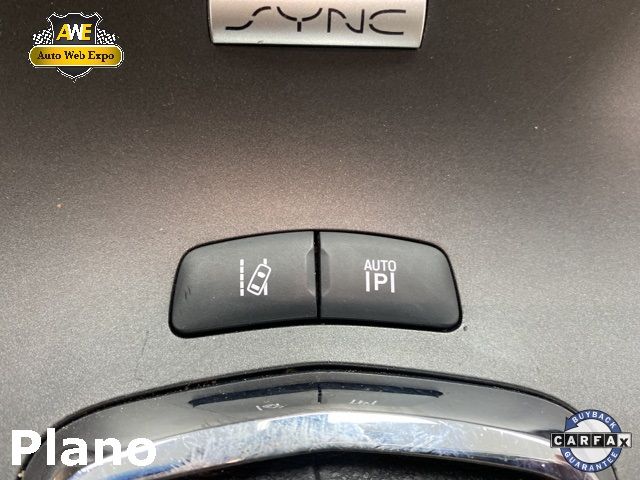 SYNC
AWE
Auto Web Expo
AUTO
|P|
Plano
BUYBACK
CARFAX
GUARANTEE